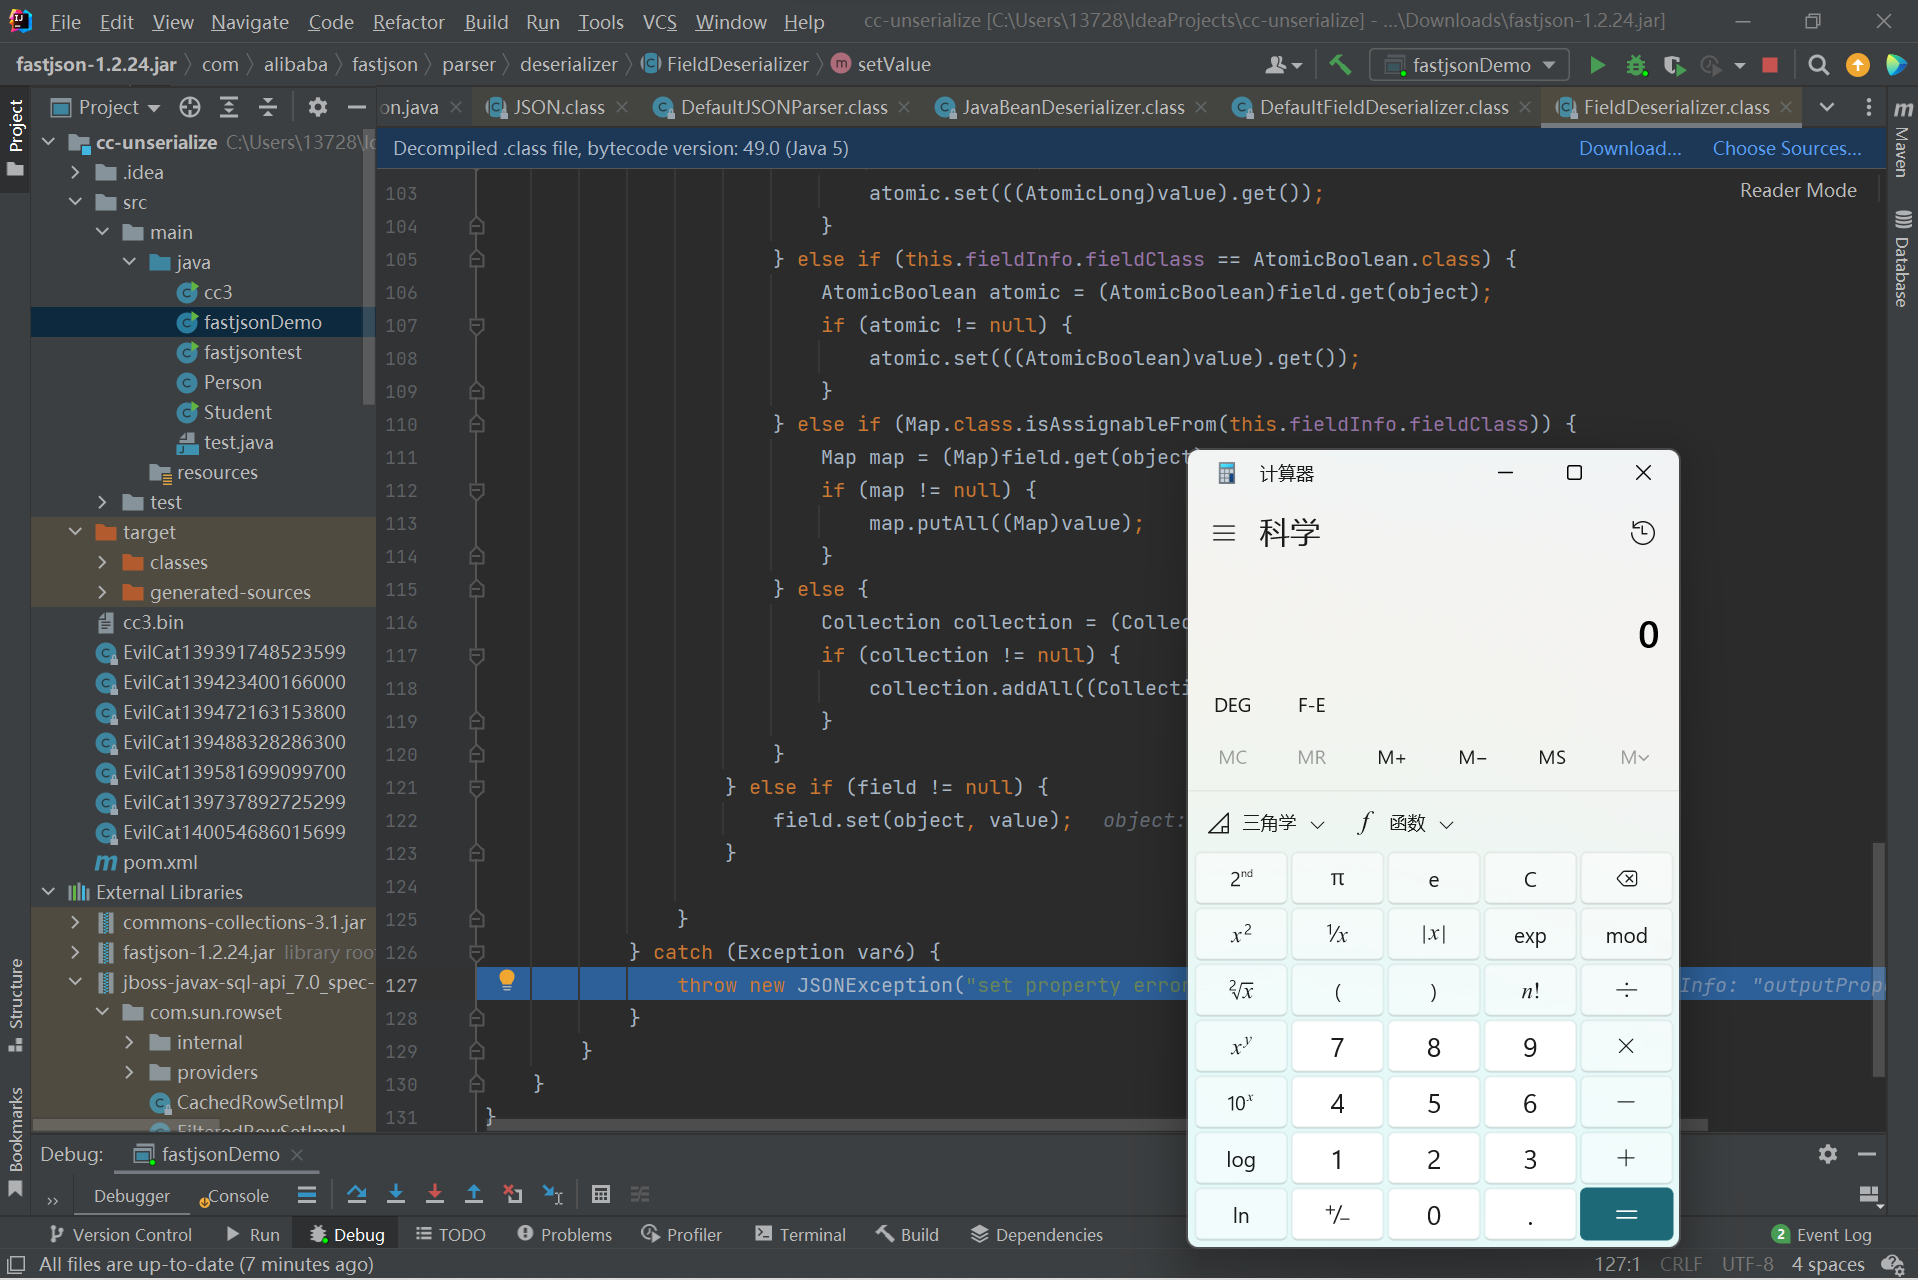 File Edit View Navigate Code Refactor Build Run Tools VCS Window Help cc-unserialize [C:\Users\13728\IdeaProjects\cc-unserialize] - ...\Downloads\fastjson-1.2.24.jar]
fastjson-1.2.24.jar com alibaba fastjson parser deserializer FieldDeserializer setValue
fastjsonDemo
Project
on.java JSON.class DefaultJSONParser.class JavaBeanDeserializer.class DefaultFieldDeserializer.class FieldDeserializer.class
Decompiled .class file, bytecode version: 49.0 (Java 5) Download... Choose Sources...
Reader Mode
Project
Structure
Bookmarks
Maven
Database
cc-unserialize C:\Users\13728\Id
.idea
src
main
java
cc3
fastjsonDemo
fastjsontest
Person
Student
test.java
resources
test
target
classes
generated-sources
cc3.bin
EvilCat139391748523599
EvilCat139423400166000
EvilCat139472163153800
EvilCat139488328286300
EvilCat139581699099700
EvilCat139737892725299
EvilCat140054686015699
pom.xml
External Libraries
commons-collections-3.1.jar
fastjson-1.2.24.jar library roo
jboss-javax-sql-api_7.0_spec-
com.sun.rowset
internal
providers
CachedRowSetImpl
FilteredRowSetImpl
103 atomic.set(((AtomicLong)value).get());
104 }
105 } else if (this.fieldInfo.fieldClass == AtomicBoolean.class) {
106 AtomicBoolean atomic = (AtomicBoolean)field.get(object);
107 if (atomic != null) {
108 atomic.set(((AtomicBoolean)value).get());
109 }
110 } else if (Map.class.isAssignableFrom(this.fieldInfo.fieldClass)) {
111 Map map = (Map)field.get(object)
112 if (map != null) {
113 map.putAll((Map)value);
114 }
115 } else {
116 Collection collection = (Collec
117 if (collection != null) {
118 collection.addAll((Collecti
119 }
120 }
121 } else if (field != null) {
122 field.set(object, value); object:
123 }
124
125 }
126 } catch (Exception var6) {
127 throw new JSONException("set property error Info: "outputProp
128 }
129 }
130 }
131 }
计算器
科学
0
DEG F-E
MC MR M+ M− MS M
三角学 f 函数
2nd π e C
x2 1/x |x| exp mod
2√x ( ) n! ÷
xy 7 8 9 ×
10x 4 5 6 −
log 1 2 3 +
ln +/− 0 . =
Debug: fastjsonDemo
Debugger Console
Version Control Run Debug TODO Problems Profiler Terminal Build Dependencies 2 Event Log
All files are up-to-date (7 minutes ago) 127:1 CRLF UTF-8 4 spaces